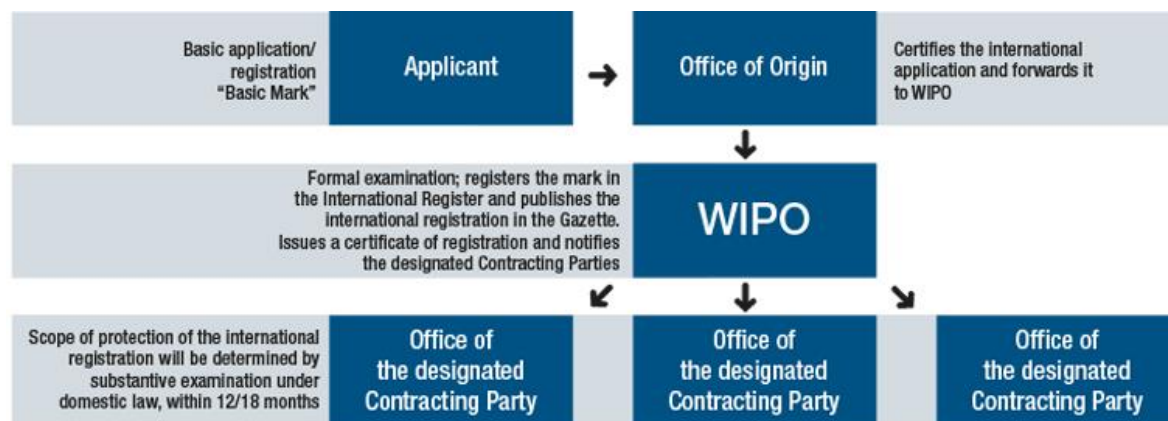 Basic application/
registration
“Basic Mark”
Applicant
Office of Origin
Certifies the international
application and forwards it
to WIPO
Formal examination; registers the mark in
the International Register and publishes the
international registration in the Gazette.
Issues a certificate of registration and notifies
the designated Contracting Parties
WIPO
Scope of protection of the international
registration will be determined by
substantive examination under
domestic law, within 12/18 months
Office of
the designated
Contracting Party
Office of
the designated
Contracting Party
Office of
the designated
Contracting Party